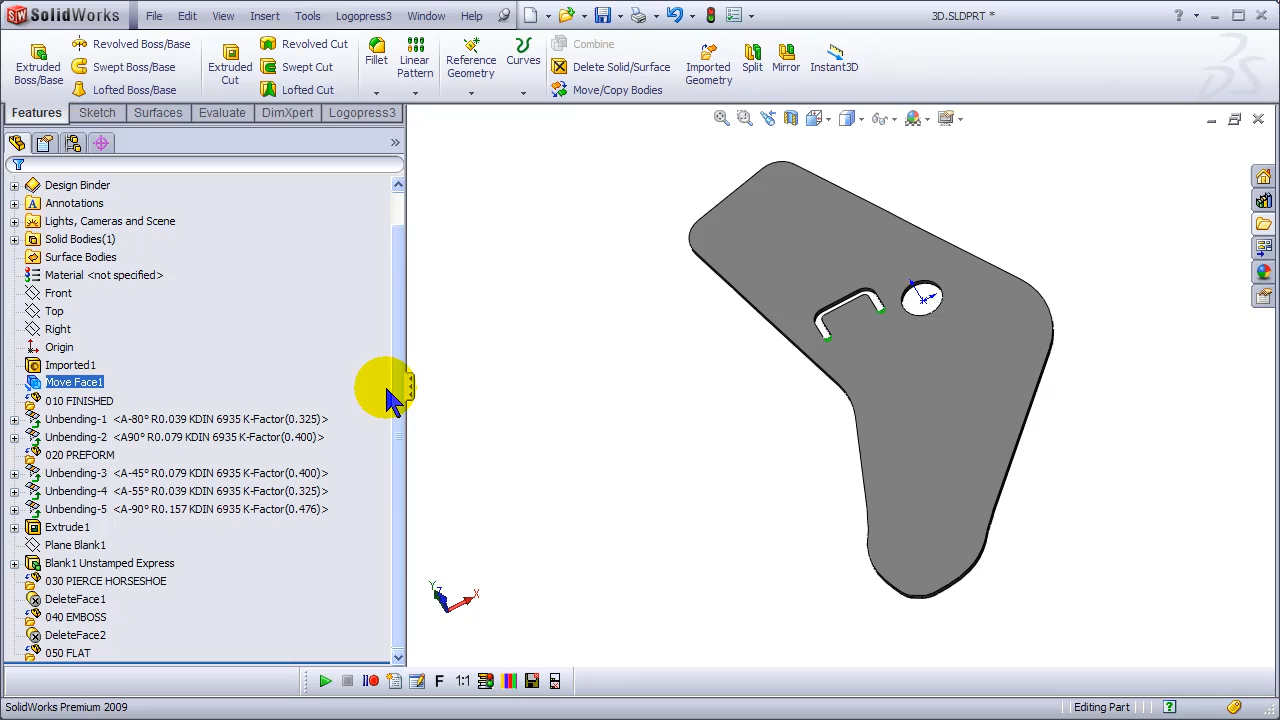 SolidWorks File Edit View Insert Tools Logopress3 Window Help 3D.SLDPRT *
Extruded Boss/Base
Revolved Boss/Base
Swept Boss/Base
Lofted Boss/Base
Extruded Cut
Revolved Cut
Swept Cut
Lofted Cut
Fillet
Linear Pattern
Reference Geometry
Curves
Combine
Delete Solid/Surface
Move/Copy Bodies
Imported Geometry
Split
Mirror
Instant3D
Features Sketch Surfaces Evaluate DimXpert Logopress3
Design Binder
Annotations
Lights, Cameras and Scene
Solid Bodies(1)
Surface Bodies
Material <not specified>
Front
Top
Right
Origin
Imported1
Move Face1
010 FINISHED
Unbending-1 <A-80° R0.039 KDIN 6935 K-Factor(0.325)>
Unbending-2 <A90° R0.079 KDIN 6935 K-Factor(0.400)>
020 PREFORM
Unbending-3 <A-45° R0.079 KDIN 6935 K-Factor(0.400)>
Unbending-4 <A-55° R0.039 KDIN 6935 K-Factor(0.325)>
Unbending-5 <A-90° R0.157 KDIN 6935 K-Factor(0.476)>
Extrude1
Plane Blank1
Blank1 Unstamped Express
030 PIERCE HORSESHOE
DeleteFace1
040 EMBOSS
DeleteFace2
050 FLAT
Y Z X
F 1:1
SolidWorks Premium 2009 Editing Part